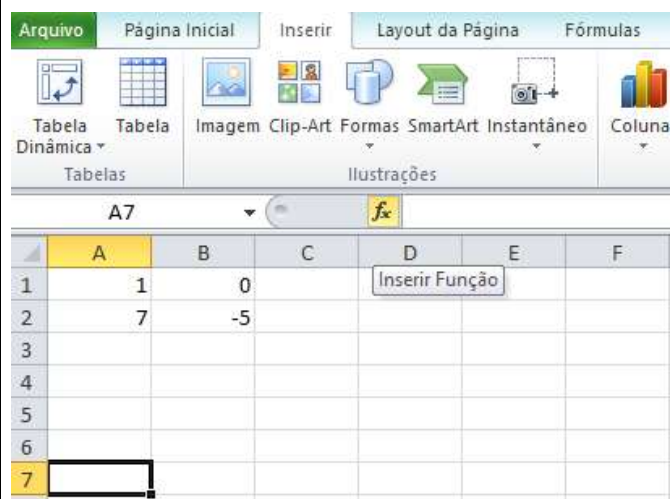 Arquivo Página Inicial Inserir Layout da Página Fórmulas
Tabela Dinâmica Tabela Imagem Clip-Art Formas SmartArt Instantâneo Coluna
Tabelas Ilustrações
A7 fx
A B C D E F
Inserir Função
1 1 0
2 7 -5
3
4
5
6
7